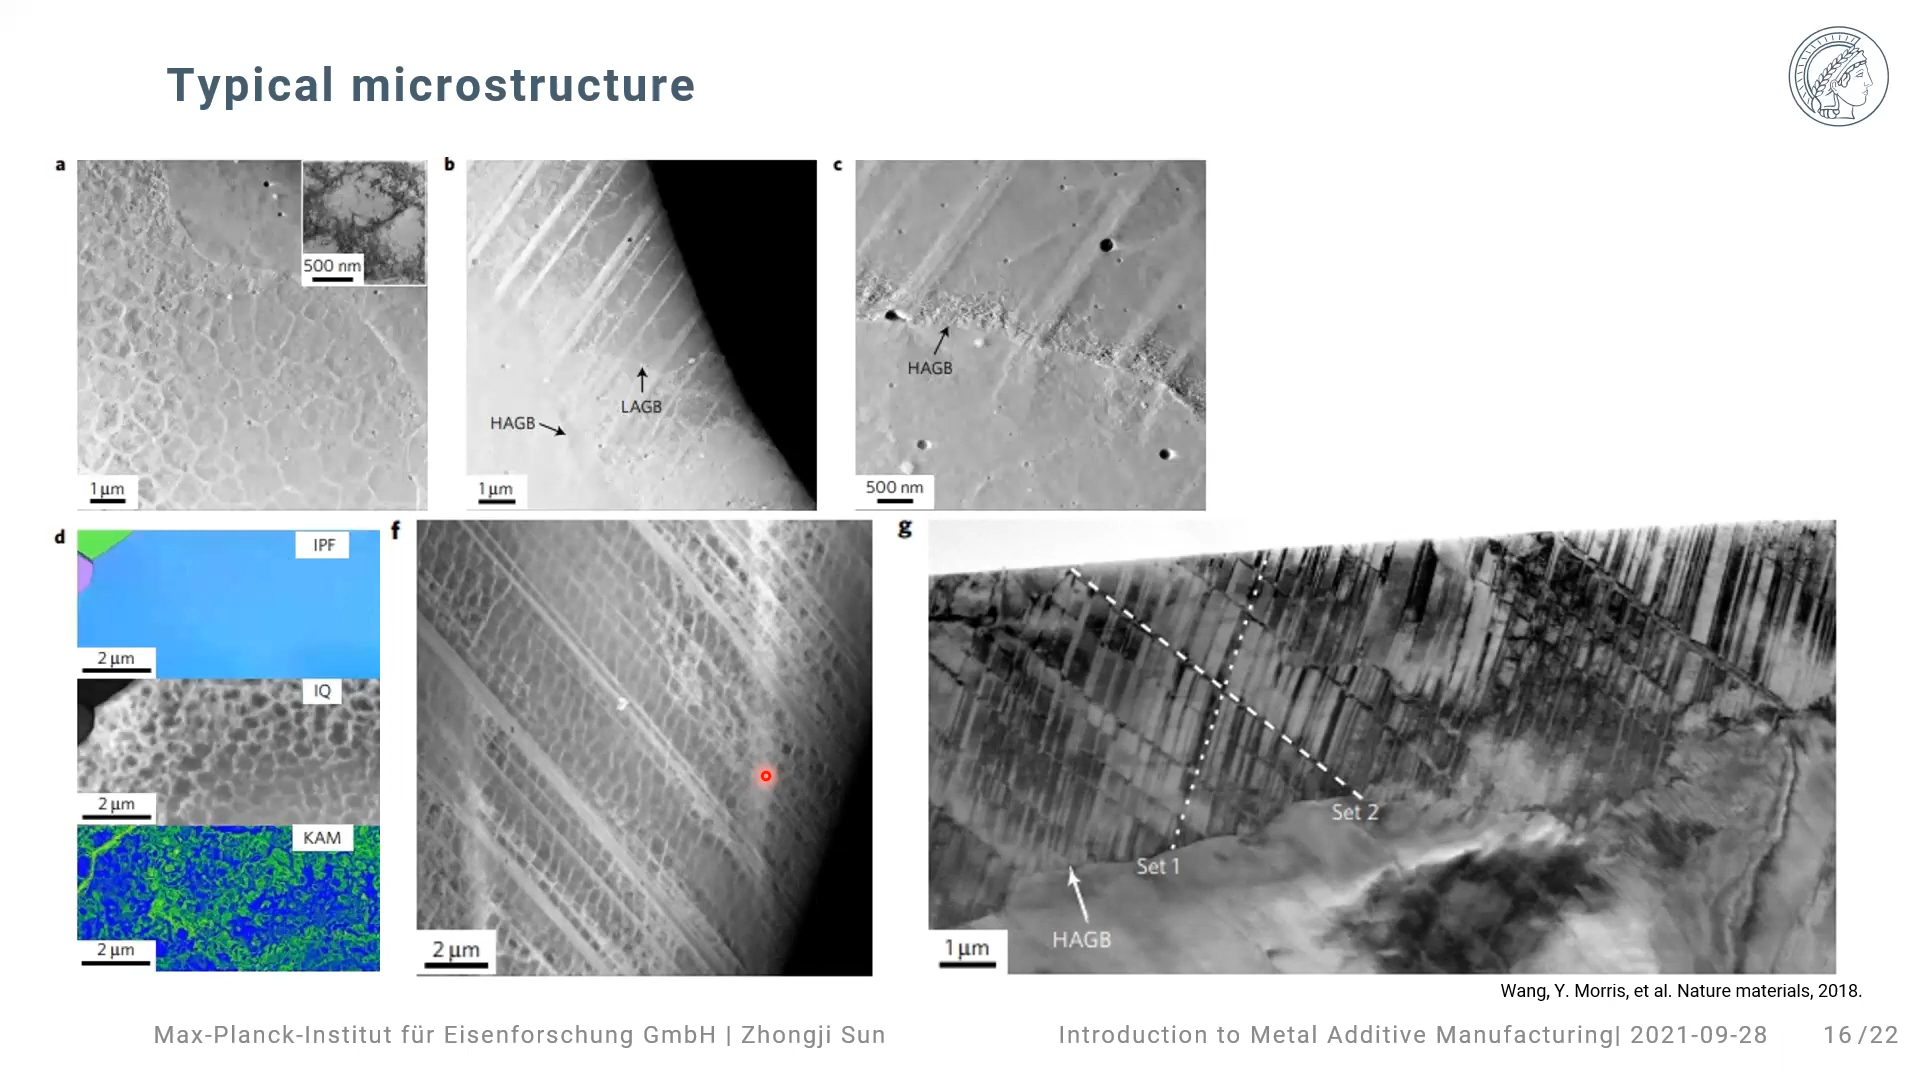 Typical microstructure
a
500 nm
1 µm
b
LAGB
HAGB
1 µm
c
HAGB
500 nm
d
IPF
2 µm
IQ
2 µm
KAM
2 µm
f
2 µm
g
Set 2
Set 1
HAGB
1 µm
Wang, Y. Morris, et al. Nature materials, 2018.
Max-Planck-Institut für Eisenforschung GmbH | Zhongji Sun
Introduction to Metal Additive Manufacturing| 2021-09-28
16/22